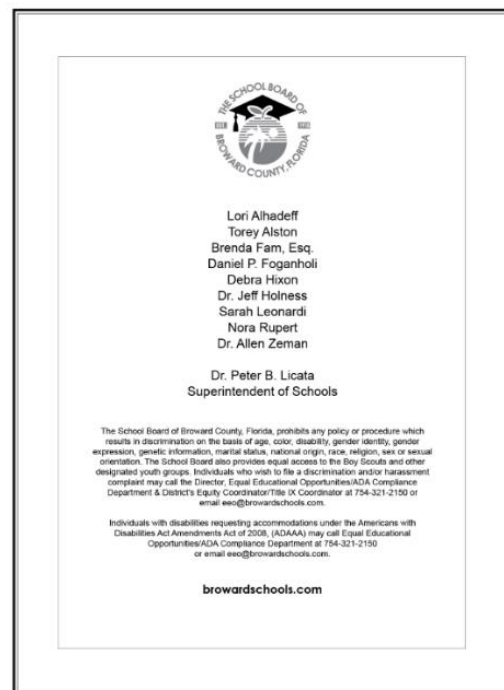 THE SCHOOL BOARD OF
BROWARD COUNTY, FLORIDA
Lori Alhadeff
Torey Alston
Brenda Fam, Esq.
Daniel P. Foganholi
Debra Hixon
Dr. Jeff Holness
Sarah Leonardi
Nora Rupert
Dr. Allen Zeman
Dr. Peter B. Licata
Superintendent of Schools
The School Board of Broward County, Florida, prohibits any policy or procedure which
results in discrimination on the basis of age, color, disability, gender identity, gender
expression, genetic information, marital status, national origin, race, religion, sex or sexual
orientation. The School Board also provides equal access to the Boy Scouts and other
designated youth groups. Individuals who wish to file a discrimination and/or harassment
complaint may call the Director, Equal Educational Opportunities/ADA Compliance
Department & District's Equity Coordinator/Title IX Coordinator at 754-321-2150 or
email eeo@browardschools.com.
Individuals with disabilities requesting accommodations under the Americans with
Disabilities Act Amendments Act of 2008, (ADAAA) may call Equal Educational
Opportunities/ADA Compliance Department at 754-321-2150
or email eeo@browardschools.com.
browardschools.com